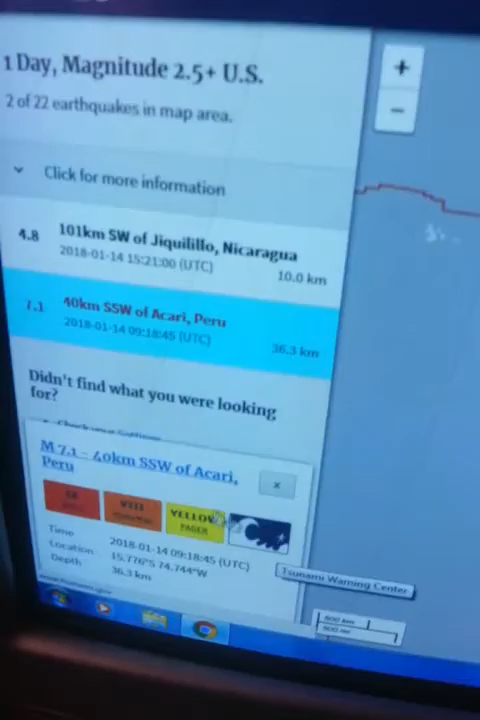 1 Day, Magnitude 2.5+ U.S.
2 of 22 earthquakes in map area.
+
−
Click for more information
4.8 101km SW of Jiquilillo, Nicaragua
2018-01-14 15:21:00 (UTC) 10.0 km
7.1 40km SSW of Acari, Peru
2018-01-14 09:18:45 (UTC) 36.3 km
Didn't find what you were looking
for?
M 7.1 - 40km SSW of Acari,
Peru
x
VIII
YELLOW
PAGER
Time 2018-01-14 09:18:45 (UTC)
Location 15.776°S 74.744°W
Depth 36.3 km
Tsunami Warning Center